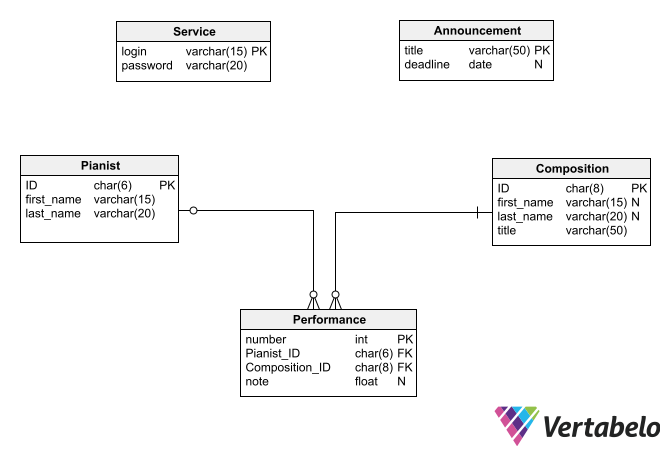 Service
login varchar(15) PK
password varchar(20)
Announcement
title varchar(50) PK
deadline date N
Pianist
ID char(6) PK
first_name varchar(15)
last_name varchar(20)
Composition
ID char(8) PK
first_name varchar(15) N
last_name varchar(20) N
title varchar(50)
Performance
number int PK
Pianist_ID char(6) FK
Composition_ID char(8) FK
note float N
Vertabelo